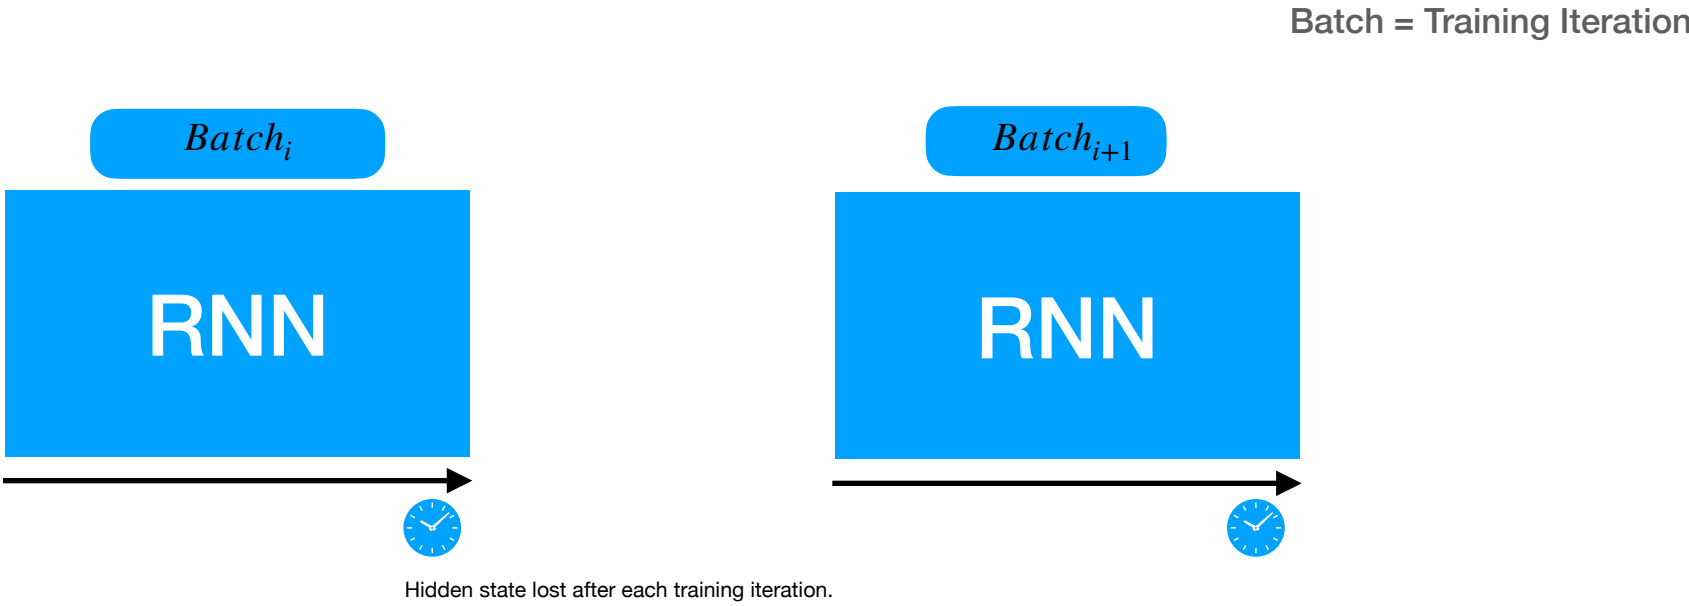 Batch = Training Iteration
Batch_i
Batch_{i+1}
RNN
RNN
Hidden state lost after each training iteration.